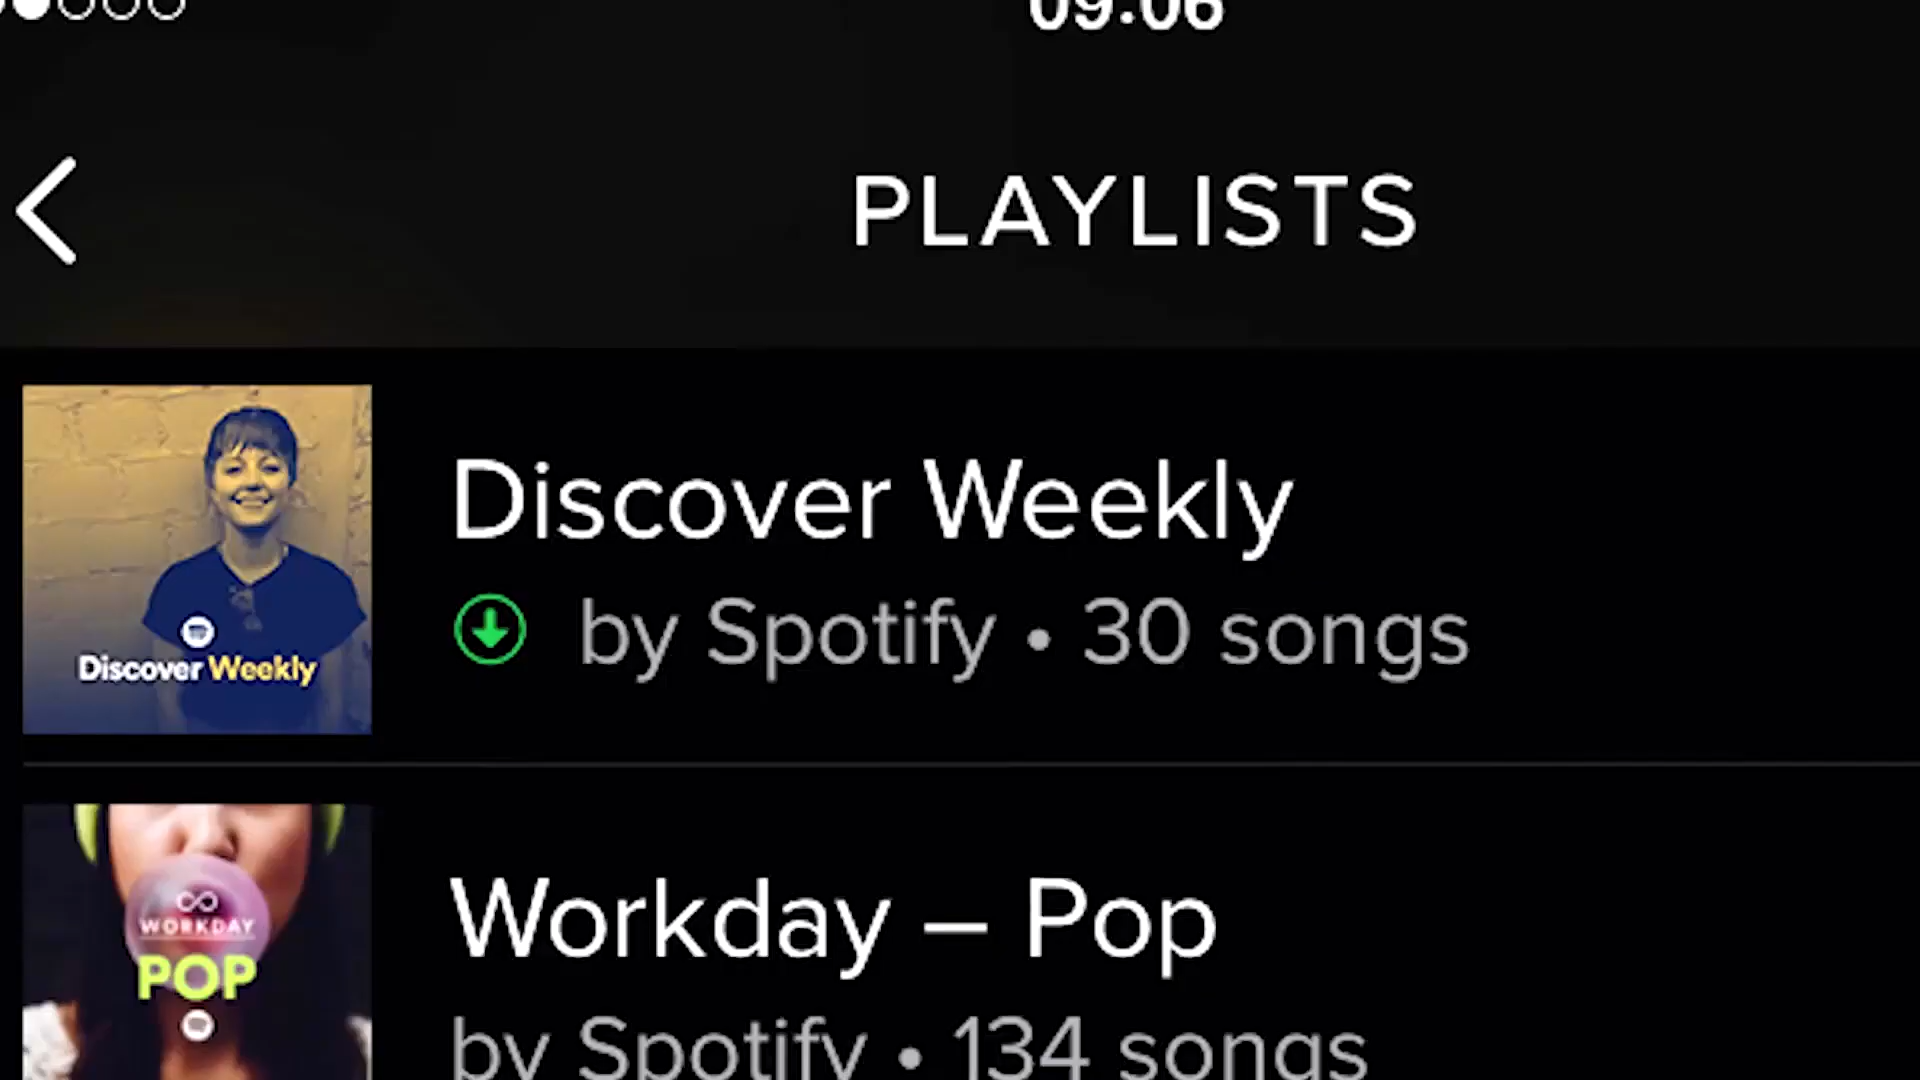 09:06
PLAYLISTS
Discover Weekly
by Spotify • 30 songs
Discover Weekly
Workday – Pop
by Spotify • 134 songs
WORKDAY
POP